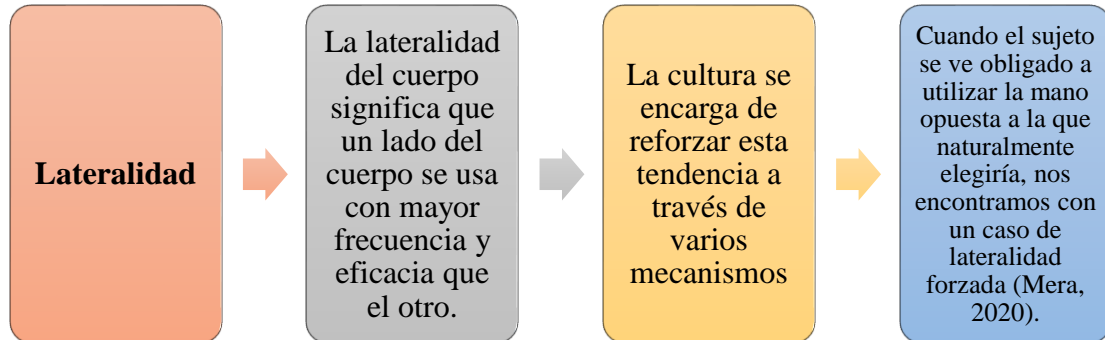 Lateralidad
La lateralidad
del cuerpo
significa que
un lado del
cuerpo se usa
con mayor
frecuencia y
eficacia que
el otro.
La cultura se
encarga de
reforzar esta
tendencia a
través de
varios
mecanismos
Cuando el sujeto
se ve obligado a
utilizar la mano
opuesta a la que
naturalmente
elegiría, nos
encontramos con
un caso de
lateralidad
forzada (Mera,
2020).